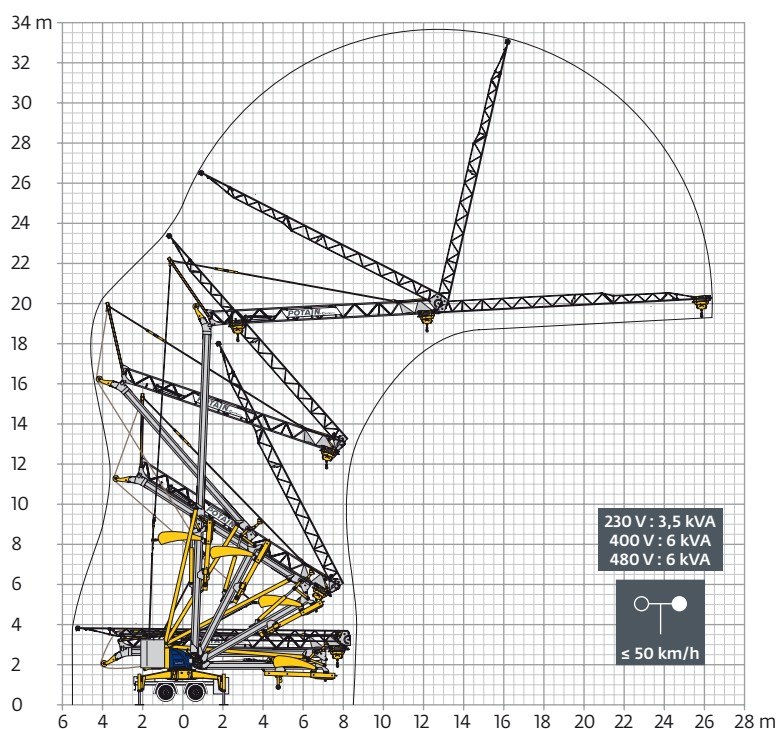 34 m
32
30
28
26
24
22
20
18
16
14
12
10
8
6
4
2
0
POTAIN
POTAIN
POTAIN
230 V : 3,5 kVA
400 V : 6 kVA
480 V : 6 kVA
≤ 50 km/h
6 4 2 0 2 4 6 8 10 12 14 16 18 20 22 24 26 28 m